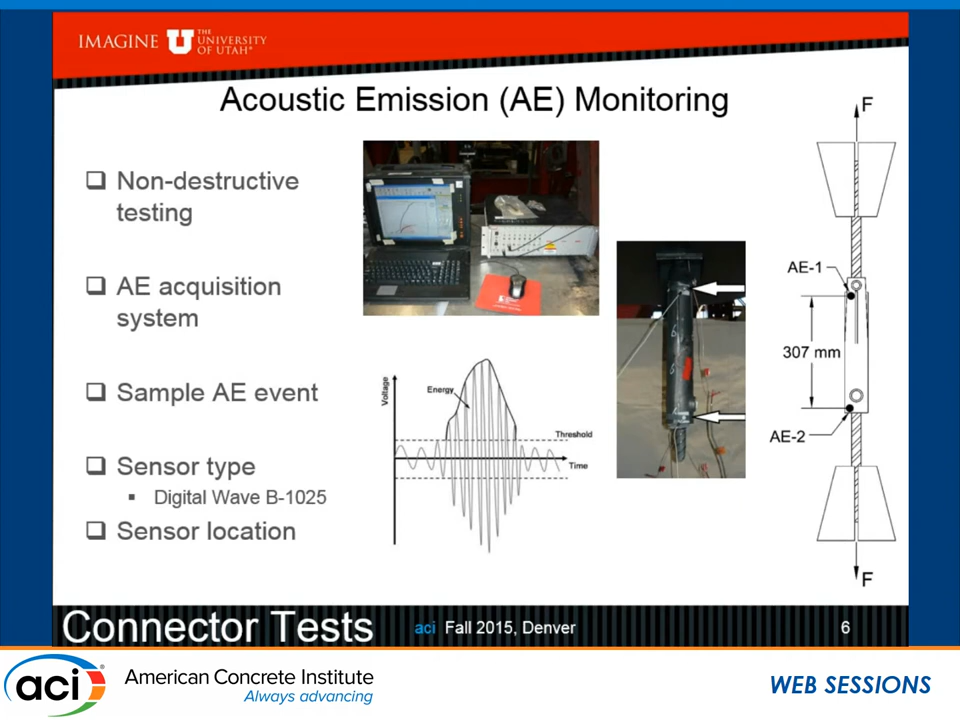 IMAGINE
THE
UNIVERSITY
OF UTAH®
Acoustic Emission (AE) Monitoring
Non-destructive
testing
AE acquisition
system
Sample AE event
Sensor type
Digital Wave B-1025
Sensor location
Voltage
Energy
Threshold
Time
F
AE-1
307 mm
AE-2
F
Connector Tests
aci Fall 2015, Denver
6
aci
American Concrete Institute
Always advancing
WEB SESSIONS